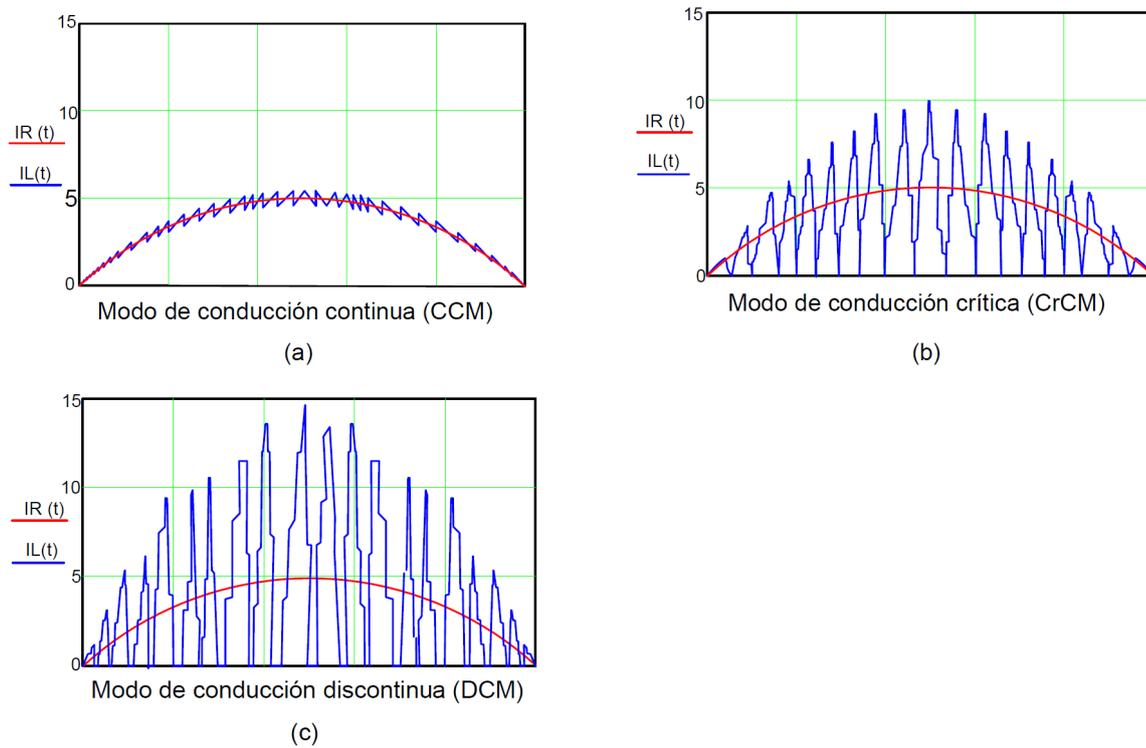 15
10
IR (t)
IL(t)
5
0
Modo de conducción continua (CCM)
(a)
15
10
IR (t)
IL(t)
5
0
Modo de conducción crítica (CrCM)
(b)
15
10
IR (t)
IL(t)
5
0
Modo de conducción discontinua (DCM)
(c)